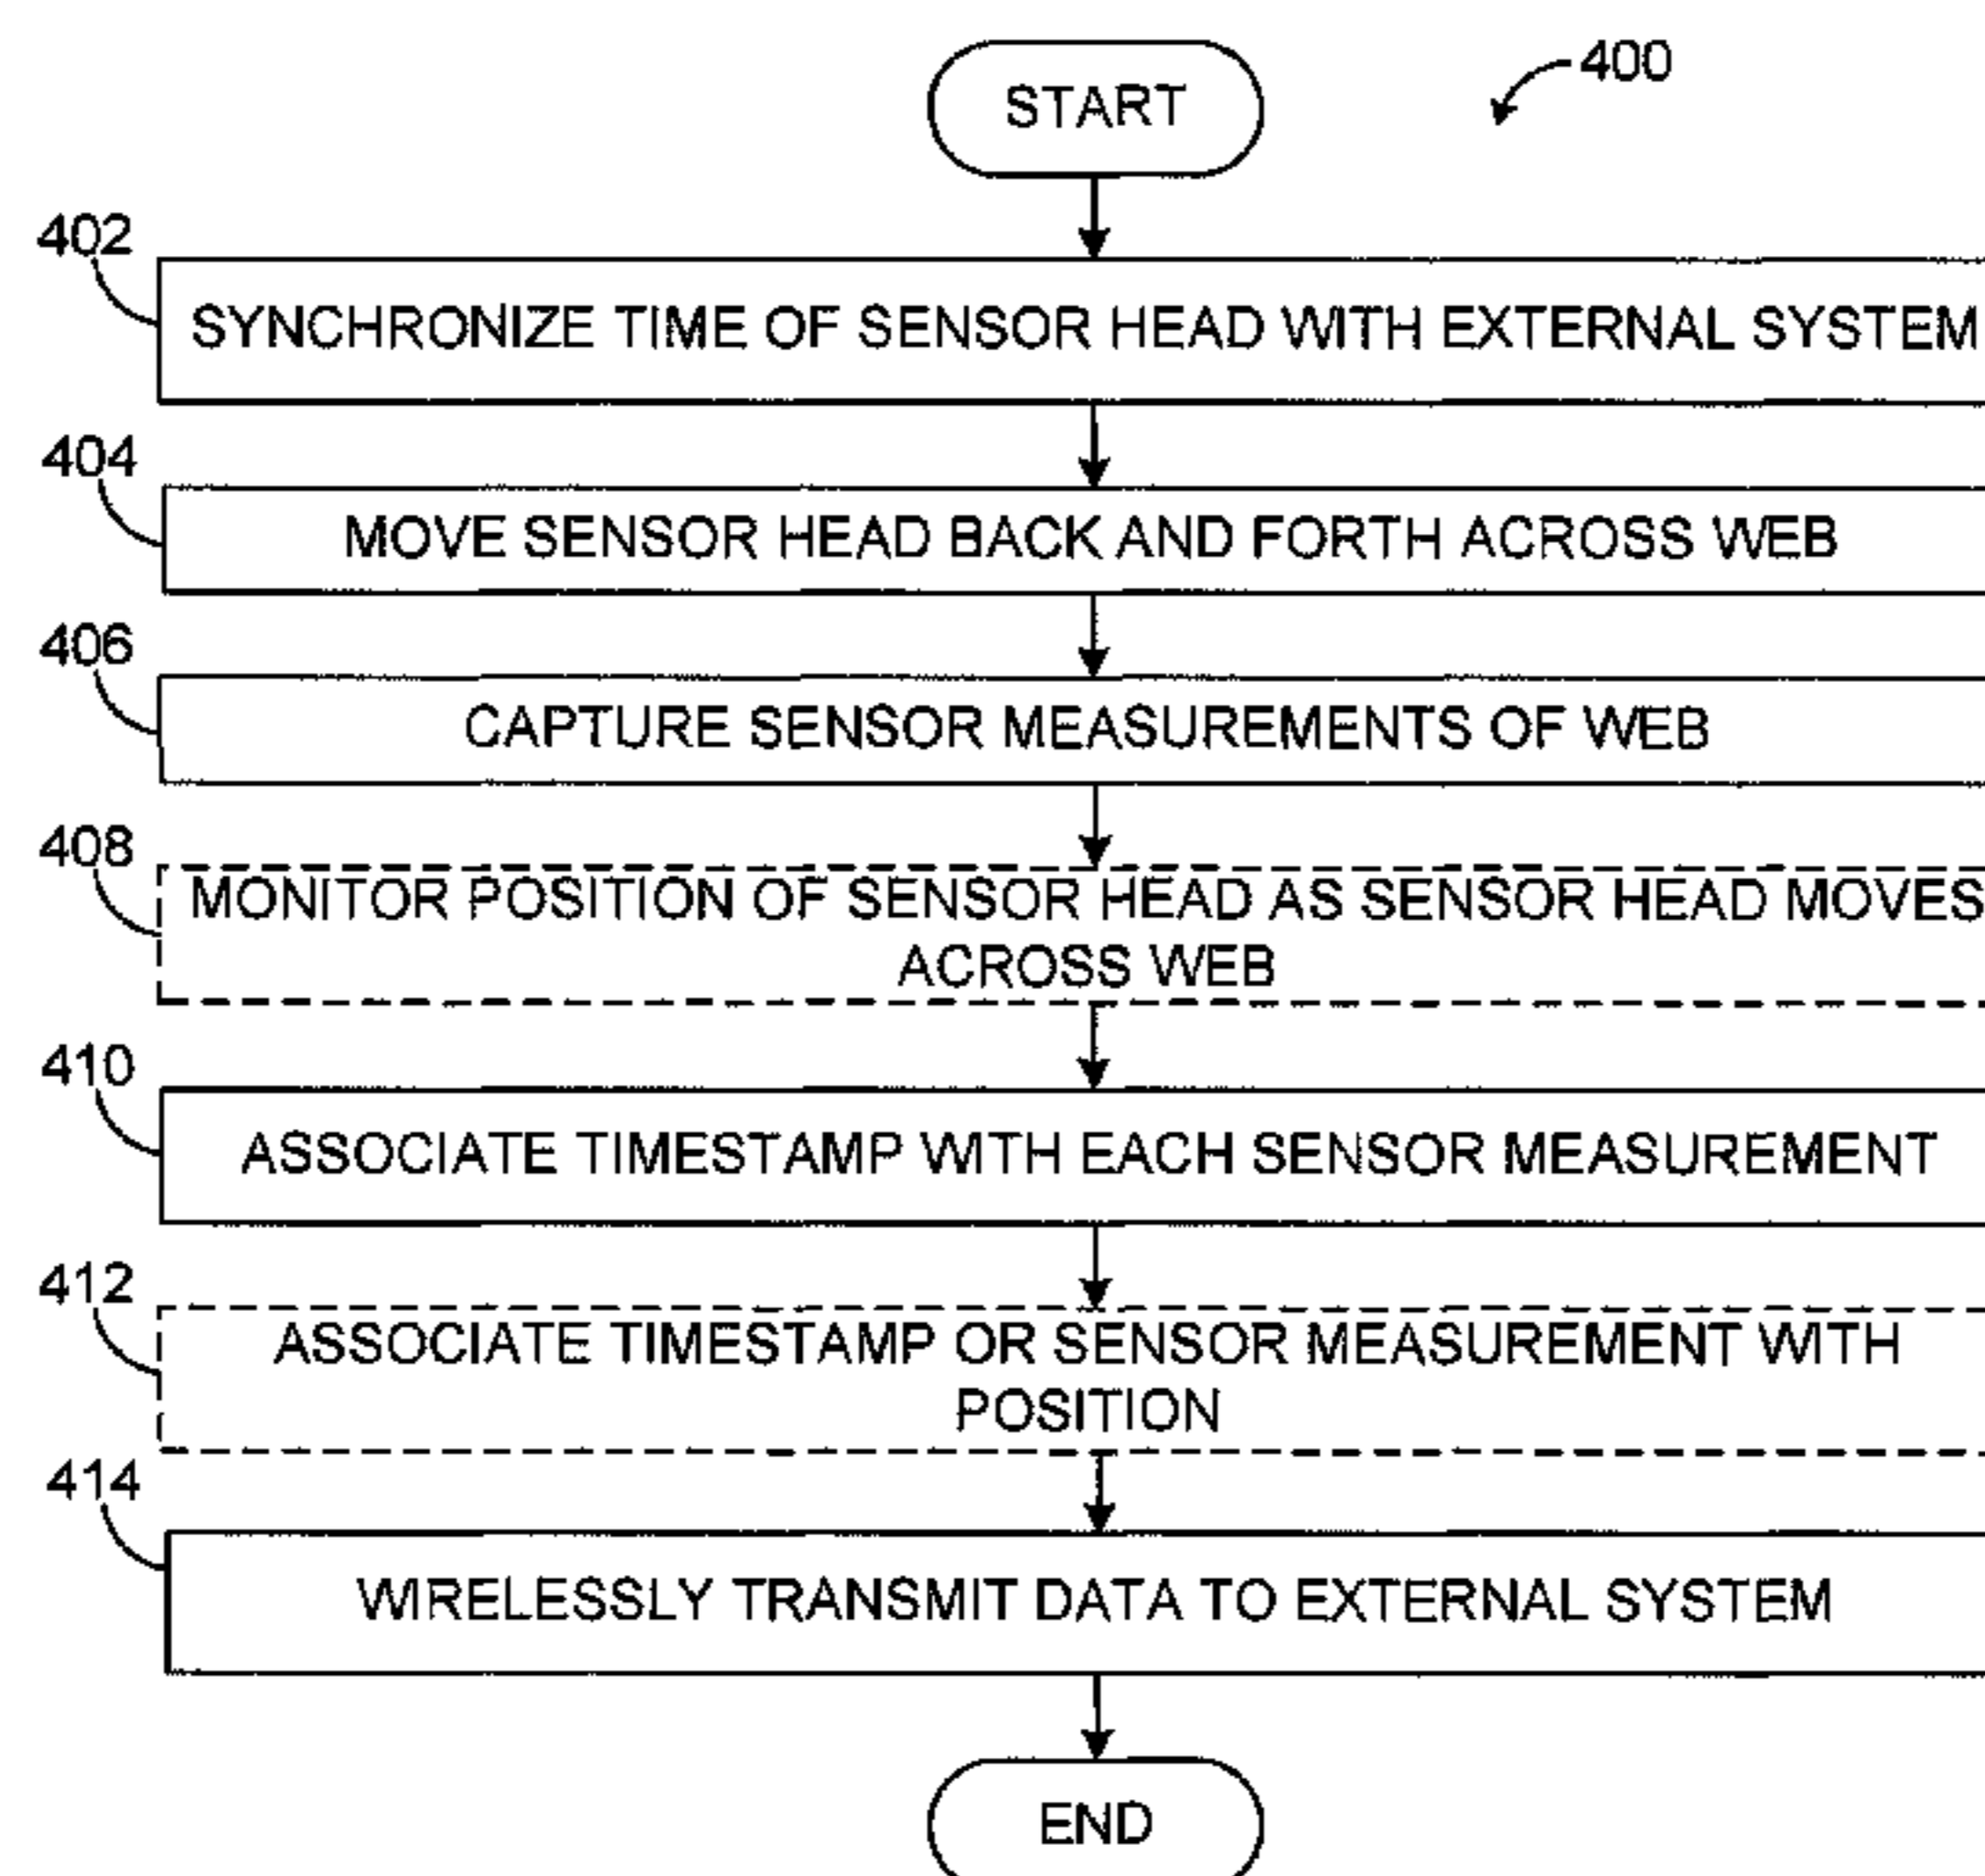 START
400
402
SYNCHRONIZE TIME OF SENSOR HEAD WITH EXTERNAL SYSTEM
404
MOVE SENSOR HEAD BACK AND FORTH ACROSS WEB
406
CAPTURE SENSOR MEASUREMENTS OF WEB
408
MONITOR POSITION OF SENSOR HEAD AS SENSOR HEAD MOVES
ACROSS WEB
410
ASSOCIATE TIMESTAMP WITH EACH SENSOR MEASUREMENT
412
ASSOCIATE TIMESTAMP OR SENSOR MEASUREMENT WITH
POSITION
414
WIRELESSLY TRANSMIT DATA TO EXTERNAL SYSTEM
END